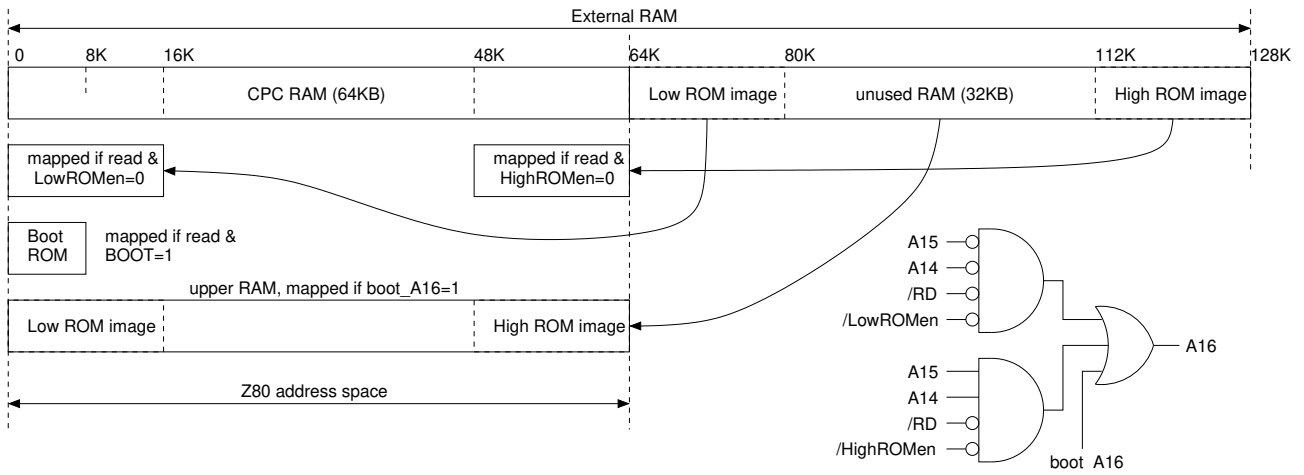 External RAM
0 8K 16K 48K 64K 80K 112K 128K
CPC RAM (64KB) Low ROM image unused RAM (32KB) High ROM image
mapped if read &
LowROMen=0
mapped if read &
HighROMen=0
Boot
ROM
mapped if read &
BOOT=1
upper RAM, mapped if boot_A16=1
Low ROM image High ROM image
Z80 address space
A15
A14
/RD
/LowROMen
A15
A14
/RD
/HighROMen
A16
boot_A16